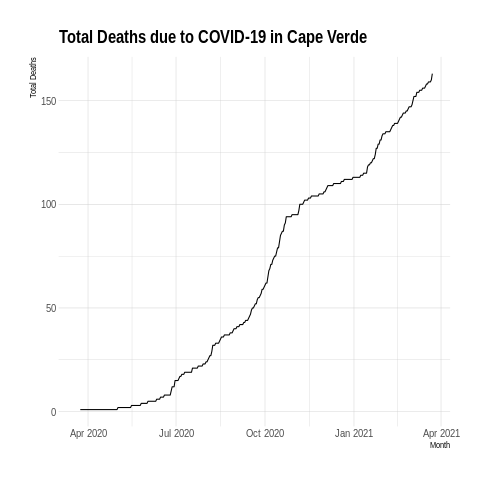 Total Deaths due to COVID-19 in Cape Verde
Total Deaths
150
100
50
0
Apr 2020 Jul 2020 Oct 2020 Jan 2021 Apr 2021
Month